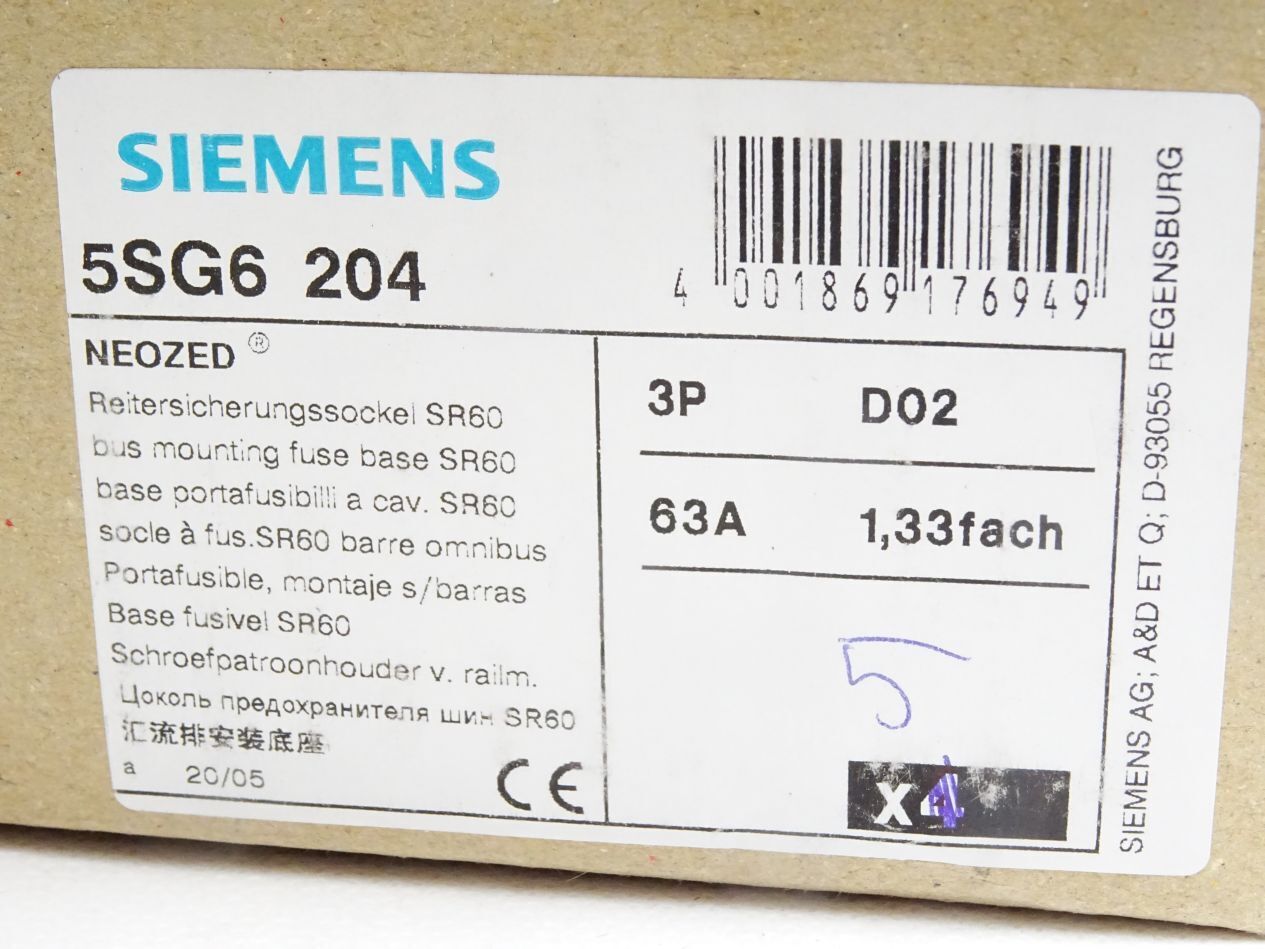 SIEMENS
5SG6 204
4 001869 176949
NEOZED ®
Reitersicherungssockel SR60
bus mounting fuse base SR60
base portafusibilli a cav. SR60
socle à fus.SR60 barre omnibus
Portafusible, montaje s/barras
Base fusivel SR60
Schroefpatroonhouder v. railm.
Цоколь предохранителя шин SR60
汇流排安装底座
a 20/05
CE
3P D02
63A 1,33fach
5
X4
SIEMENS AG; A&D ET Q; D-93055 REGENSBURG